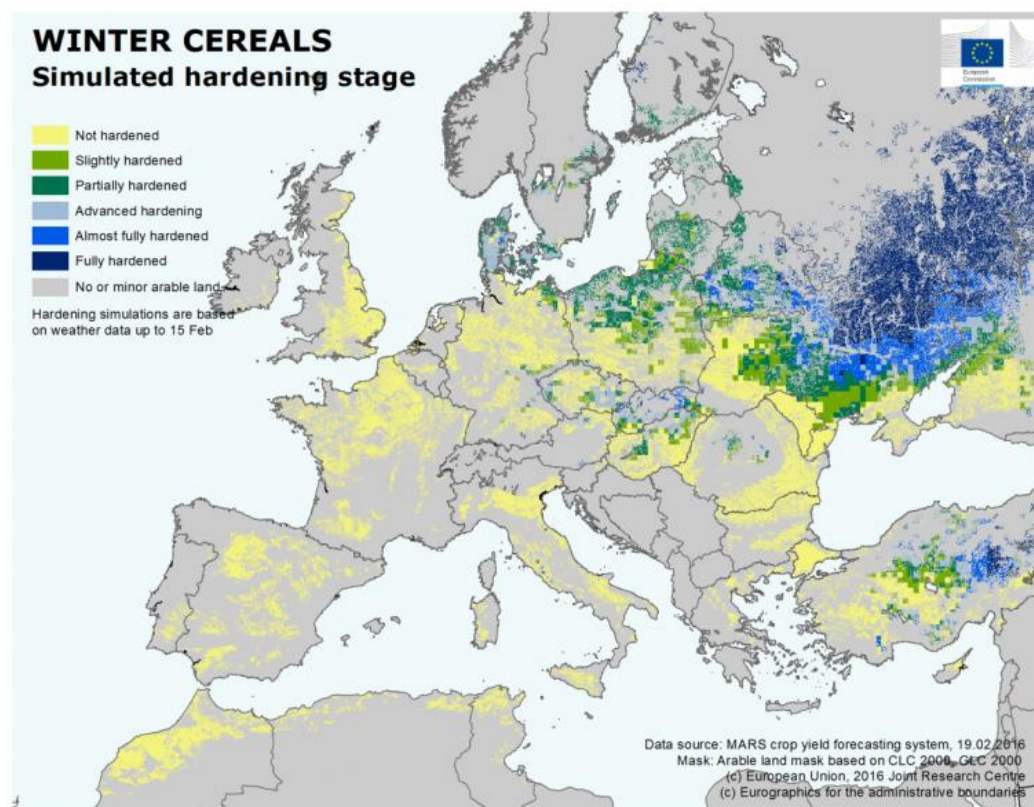 WINTER CEREALS
Simulated hardening stage
European
Commission
Not hardened
Slightly hardened
Partially hardened
Advanced hardening
Almost fully hardened
Fully hardened
No or minor arable land
Hardening simulations are based
on weather data up to 15 Feb
Data source: MARS crop yield forecasting system, 19.02.2016
Mask: Arable land mask based on CLC 2000, GLC 2000
(c) European Union, 2016 Joint Research Centre
(c) Eurographics for the administrative boundaries